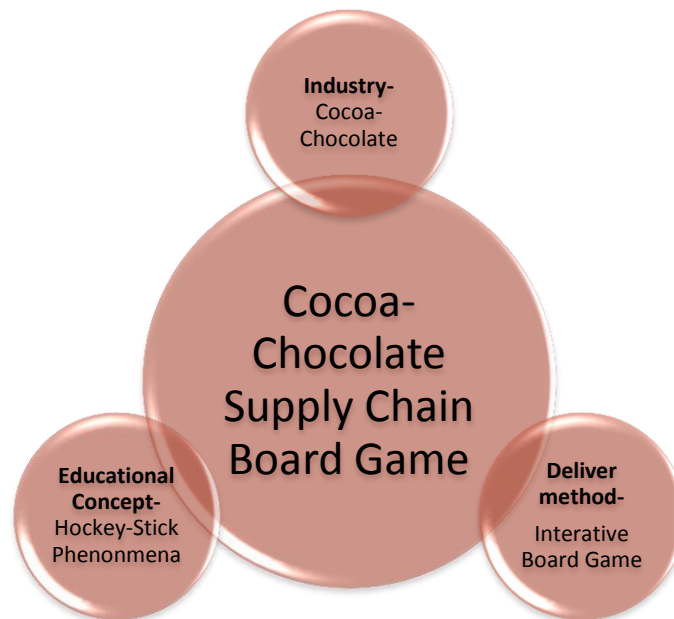 Industry-
Cocoa-
Chocolate
Cocoa-
Chocolate
Supply Chain
Board Game
Educational
Concept-
Hockey-Stick
Phenonmena
Deliver
method-
Interative
Board Game